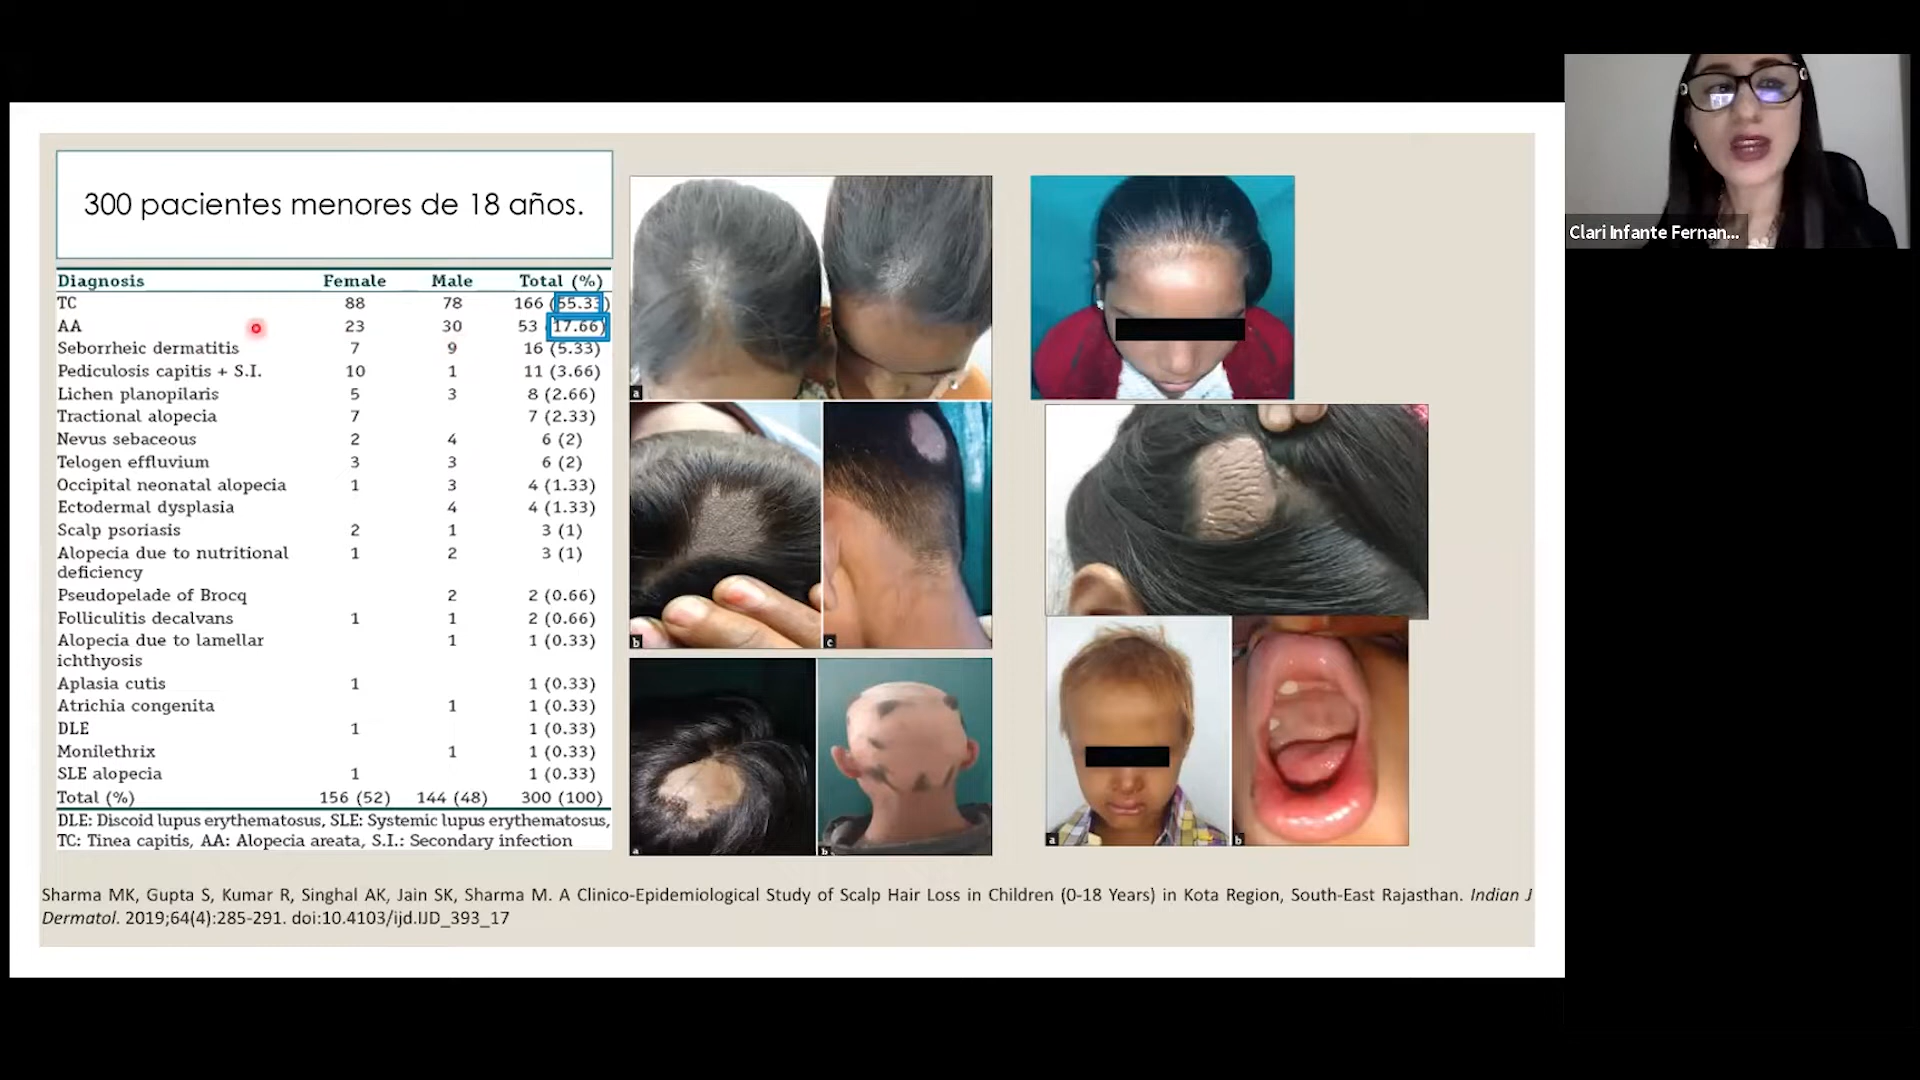 300 pacientes menores de 18 años.
Diagnosis Female Male Total (%)
TC 88 78 166 (55.33)
AA 23 30 53 (17.66)
Seborrheic dermatitis 7 9 16 (5.33)
Pediculosis capitis + S.I. 10 1 11 (3.66)
Lichen planopilaris 5 3 8 (2.66)
Tractional alopecia 7 7 (2.33)
Nevus sebaceous 2 4 6 (2)
Telogen effluvium 3 3 6 (2)
Occipital neonatal alopecia 1 3 4 (1.33)
Ectodermal dysplasia 4 4 (1.33)
Scalp psoriasis 2 1 3 (1)
Alopecia due to nutritional 1 2 3 (1)
deficiency
Pseudopelade of Brocq 2 2 (0.66)
Folliculitis decalvans 1 1 2 (0.66)
Alopecia due to lamellar 1 1 (0.33)
ichthyosis
Aplasia cutis 1 1 (0.33)
Atrichia congenita 1 1 (0.33)
DLE 1 1 (0.33)
Monilethrix 1 1 (0.33)
SLE alopecia 1 1 (0.33)
Total (%) 156 (52) 144 (48) 300 (100)
DLE: Discoid lupus erythematosus, SLE: Systemic lupus erythematosus,
TC: Tinea capitis, AA: Alopecia areata, S.I.: Secondary infection
a
b
c
a
b
a
b
Sharma MK, Gupta S, Kumar R, Singhal AK, Jain SK, Sharma M. A Clinico-Epidemiological Study of Scalp Hair Loss in Children (0-18 Years) in Kota Region, South-East Rajasthan. Indian J
Dermatol. 2019;64(4):285-291. doi:10.4103/ijd.IJD_393_17
Clari Infante Fernan...